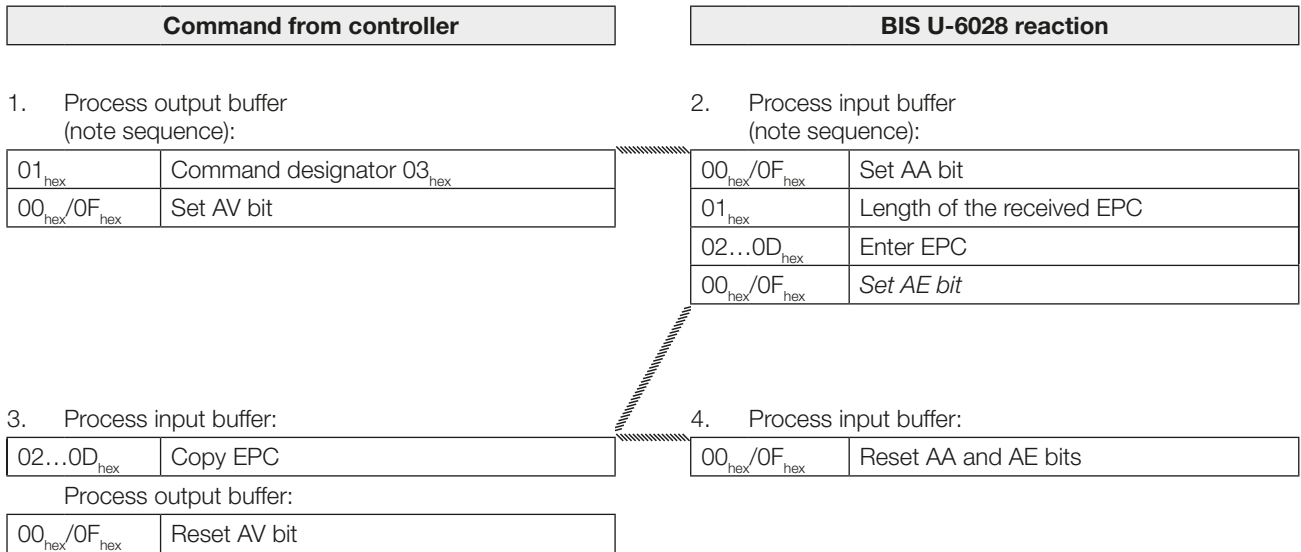 Command from controller
BIS U-6028 reaction
1. Process output buffer
(note sequence):
01hex Command designator 03hex
00hex/0Fhex Set AV bit
2. Process input buffer
(note sequence):
00hex/0Fhex Set AA bit
01hex Length of the received EPC
02…0Dhex Enter EPC
00hex/0Fhex Set AE bit
3. Process input buffer:
02…0Dhex Copy EPC
Process output buffer:
00hex/0Fhex Reset AV bit
4. Process input buffer:
00hex/0Fhex Reset AA and AE bits